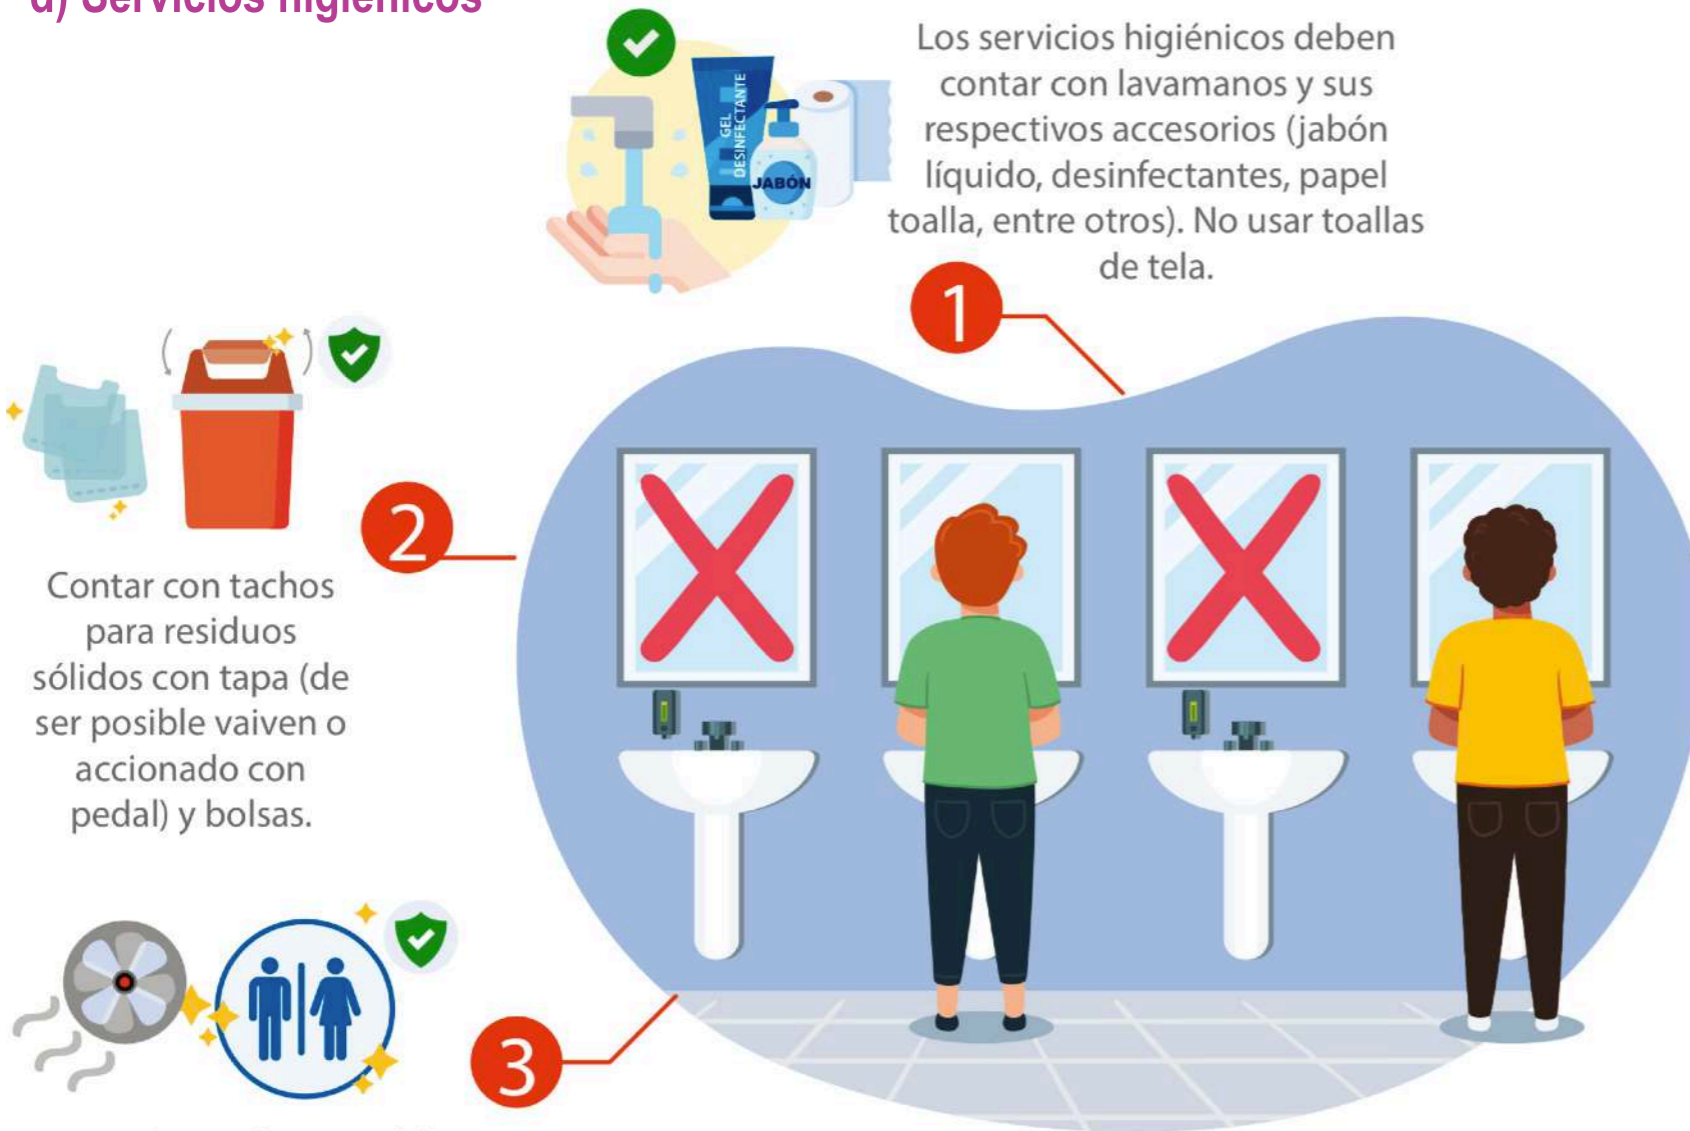 d) Servicios higiénicos
Los servicios higiénicos deben
contar con lavamanos y sus
respectivos accesorios (jabón
líquido, desinfectantes, papel
toalla, entre otros). No usar toallas
de tela.
GEL
DESINFECTANTE
JABÓN
1
2
Contar con tachos
para residuos
sólidos con tapa (de
ser posible vaiven o
accionado con
pedal) y bolsas.
3